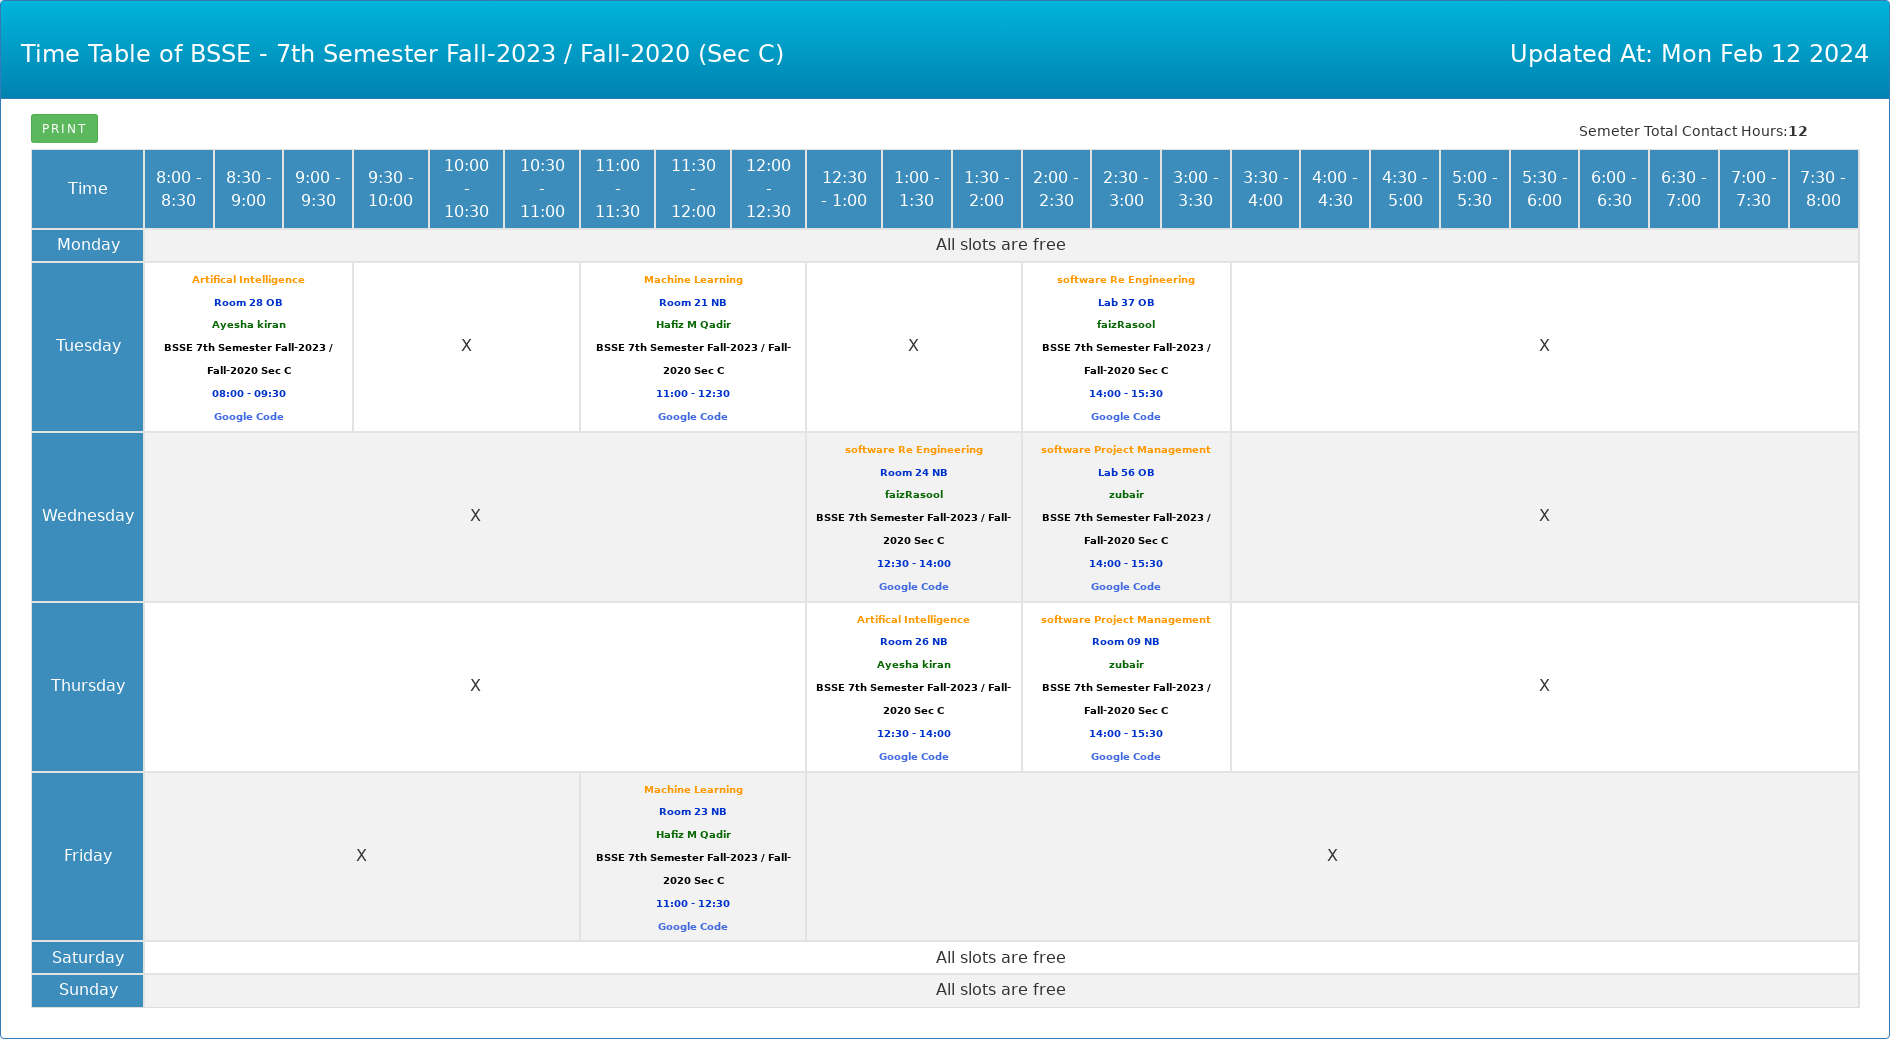 Time Table of BSSE - 7th Semester Fall-2023 / Fall-2020 (Sec C)
Updated At: Mon Feb 12 2024
PRINT
Semeter Total Contact Hours:12
Time
8:00 -
8:30
8:30 -
9:00
9:00 -
9:30
9:30 -
10:00
10:00
-
10:30
10:30
-
11:00
11:00
-
11:30
11:30
-
12:00
12:00
-
12:30
12:30
- 1:00
1:00 -
1:30
1:30 -
2:00
2:00 -
2:30
2:30 -
3:00
3:00 -
3:30
3:30 -
4:00
4:00 -
4:30
4:30 -
5:00
5:00 -
5:30
5:30 -
6:00
6:00 -
6:30
6:30 -
7:00
7:00 -
7:30
7:30 -
8:00
Monday
All slots are free
Tuesday
Artifical Intelligence
Room 28 OB
Ayesha kiran
BSSE 7th Semester Fall-2023 /
Fall-2020 Sec C
08:00 - 09:30
Google Code
X
Machine Learning
Room 21 NB
Hafiz M Qadir
BSSE 7th Semester Fall-2023 / Fall-
2020 Sec C
11:00 - 12:30
Google Code
X
software Re Engineering
Lab 37 OB
faizRasool
BSSE 7th Semester Fall-2023 /
Fall-2020 Sec C
14:00 - 15:30
Google Code
X
Wednesday
X
software Re Engineering
Room 24 NB
faizRasool
BSSE 7th Semester Fall-2023 / Fall-
2020 Sec C
12:30 - 14:00
Google Code
software Project Management
Lab 56 OB
zubair
BSSE 7th Semester Fall-2023 /
Fall-2020 Sec C
14:00 - 15:30
Google Code
X
Thursday
X
Artifical Intelligence
Room 26 NB
Ayesha kiran
BSSE 7th Semester Fall-2023 / Fall-
2020 Sec C
12:30 - 14:00
Google Code
software Project Management
Room 09 NB
zubair
BSSE 7th Semester Fall-2023 /
Fall-2020 Sec C
14:00 - 15:30
Google Code
X
Friday
X
Machine Learning
Room 23 NB
Hafiz M Qadir
BSSE 7th Semester Fall-2023 / Fall-
2020 Sec C
11:00 - 12:30
Google Code
X
Saturday
All slots are free
Sunday
All slots are free